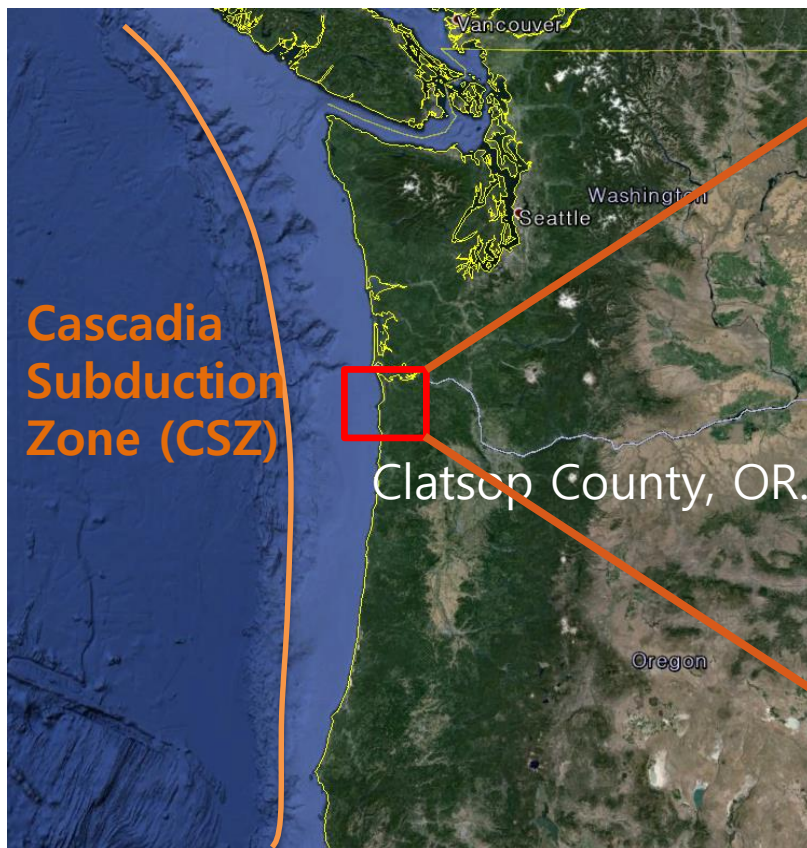 Vancouver
Washington
Seattle
Cascadia
Subduction
Zone (CSZ)
Clatsop County, OR.
Oregon